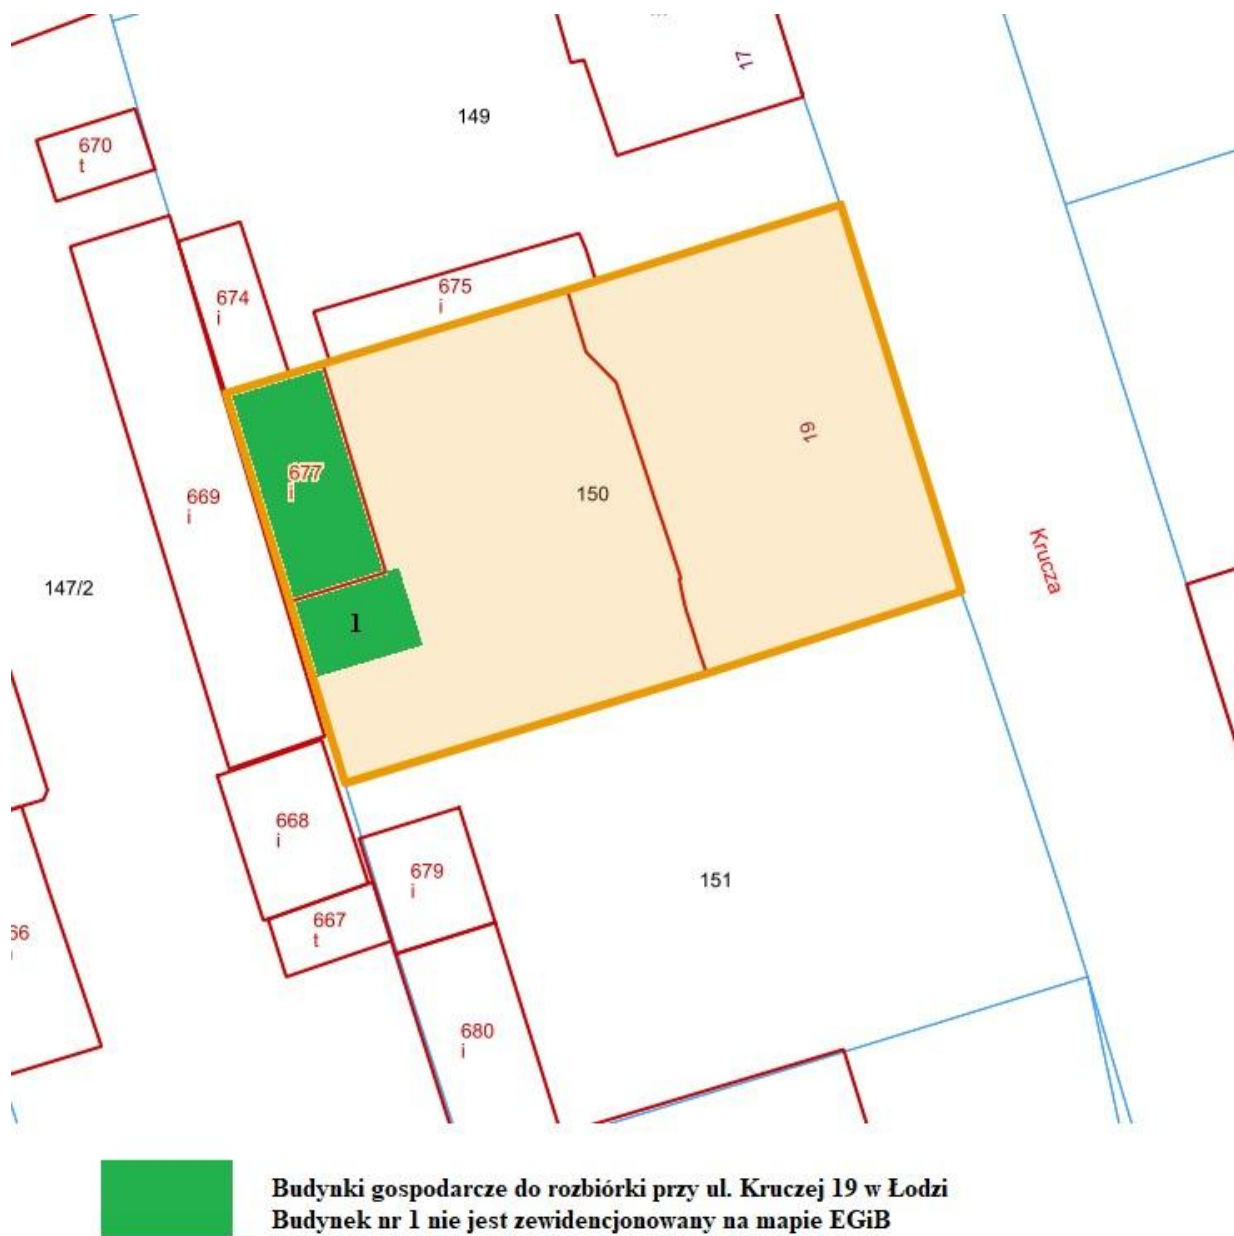 17
149
670
t
675
i
674
i
19
677
i
150
669
i
Krucza
147/2
1
668
i
679
i
151
667
t
66
680
i
Budynki gospodarcze do rozbiórki przy ul. Kruczej 19 w Łodzi
Budynek nr 1 nie jest zewidencjonowany na mapie EGiB